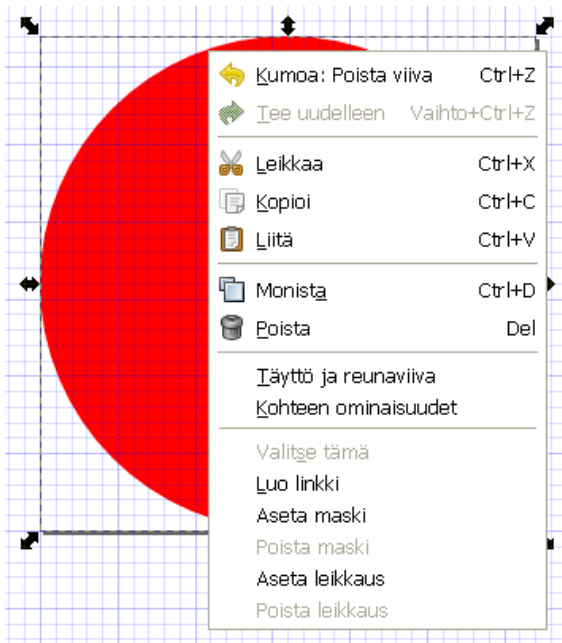 Kumoa: Poista viiva Ctrl+Z
Tee uudelleen Vaihto+Ctrl+Z
Leikkaa Ctrl+X
Kopioi Ctrl+C
Liitä Ctrl+V
Monista Ctrl+D
Poista Del
Täyttö ja reunaviiva
Kohteen ominaisuudet
Valitse tämä
Luo linkki
Aseta maski
Poista maski
Aseta leikkaus
Poista leikkaus